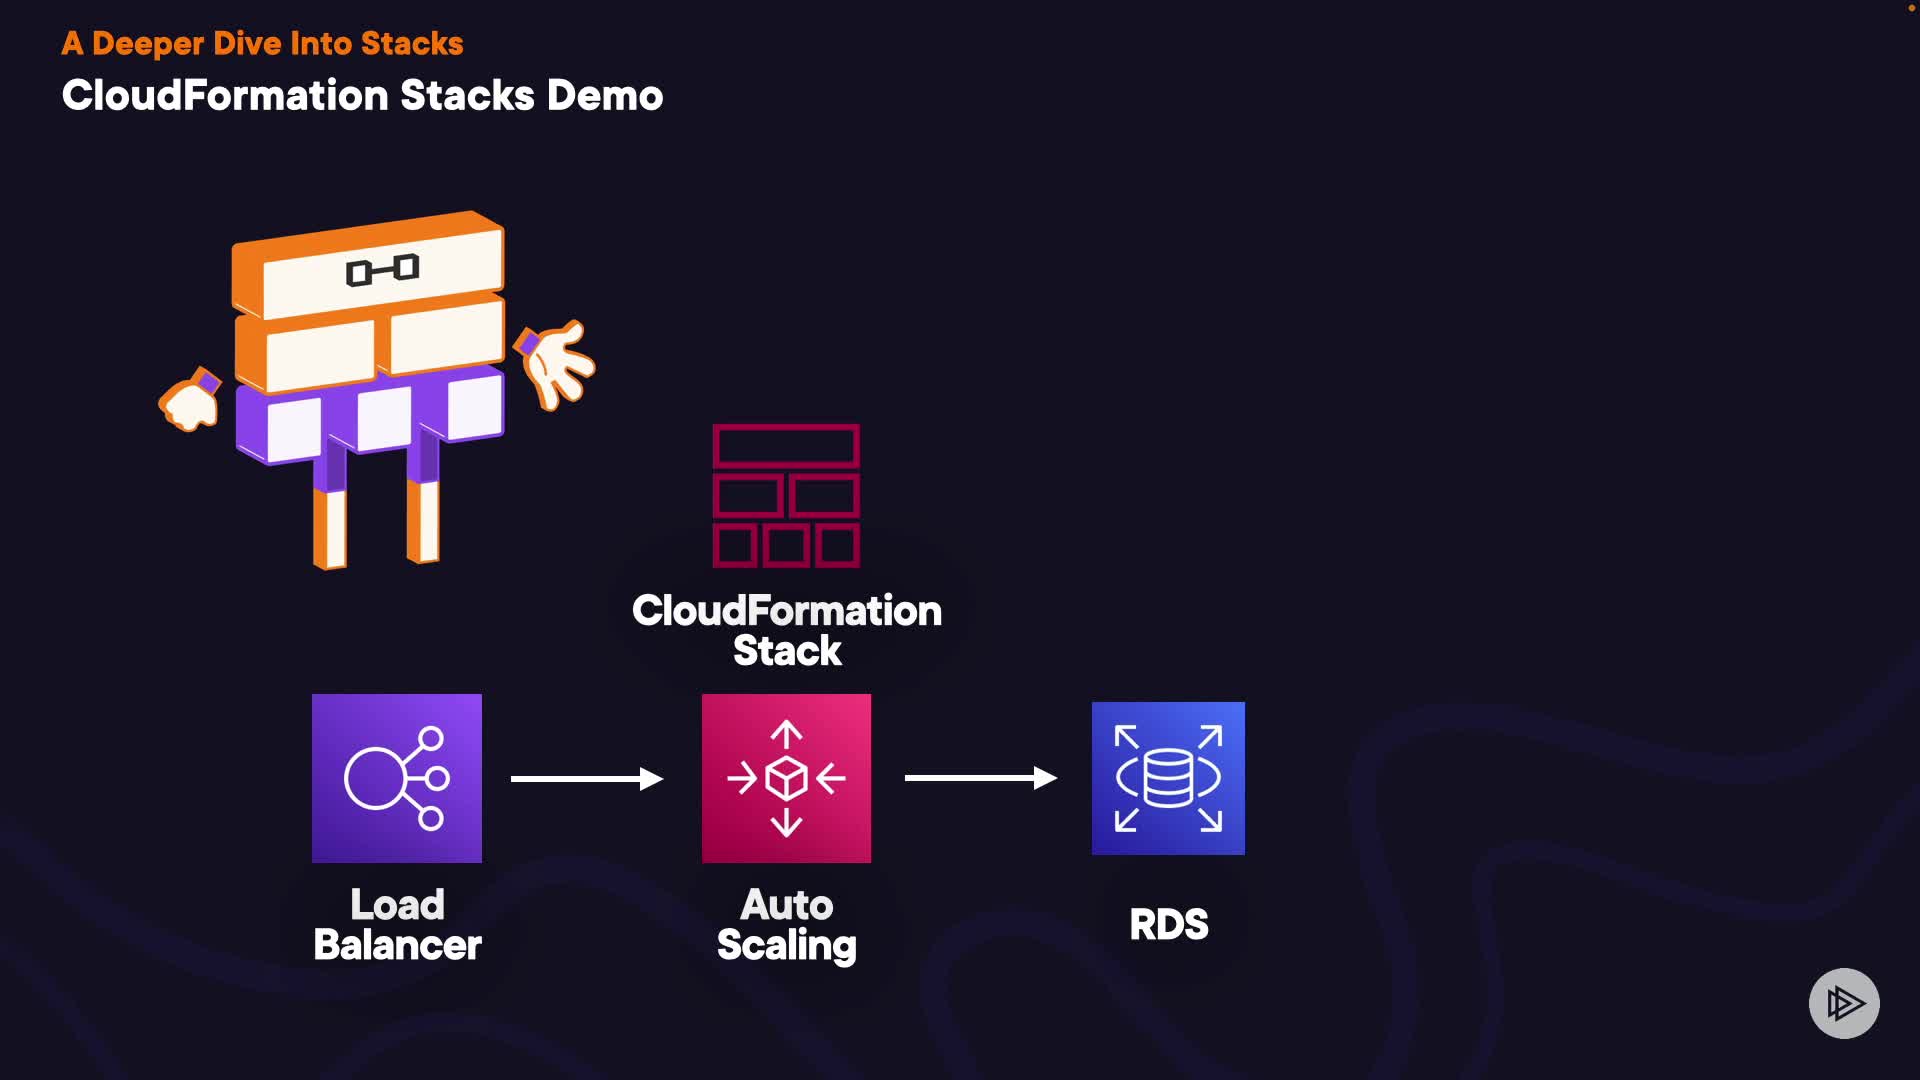 A Deeper Dive Into Stacks
CloudFormation Stacks Demo
CloudFormation
Stack
Load
Balancer
Auto
Scaling
RDS